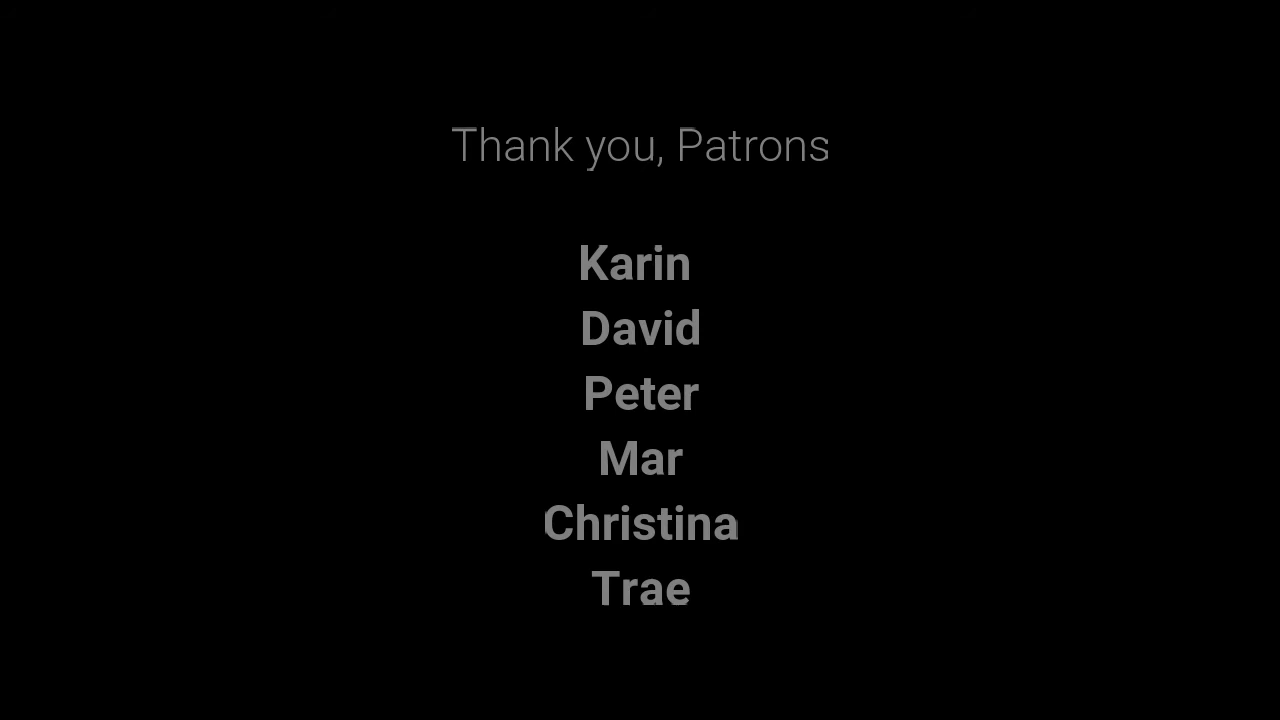 Thank you, Patrons
Karin
David
Peter
Mar
Christina
Trae